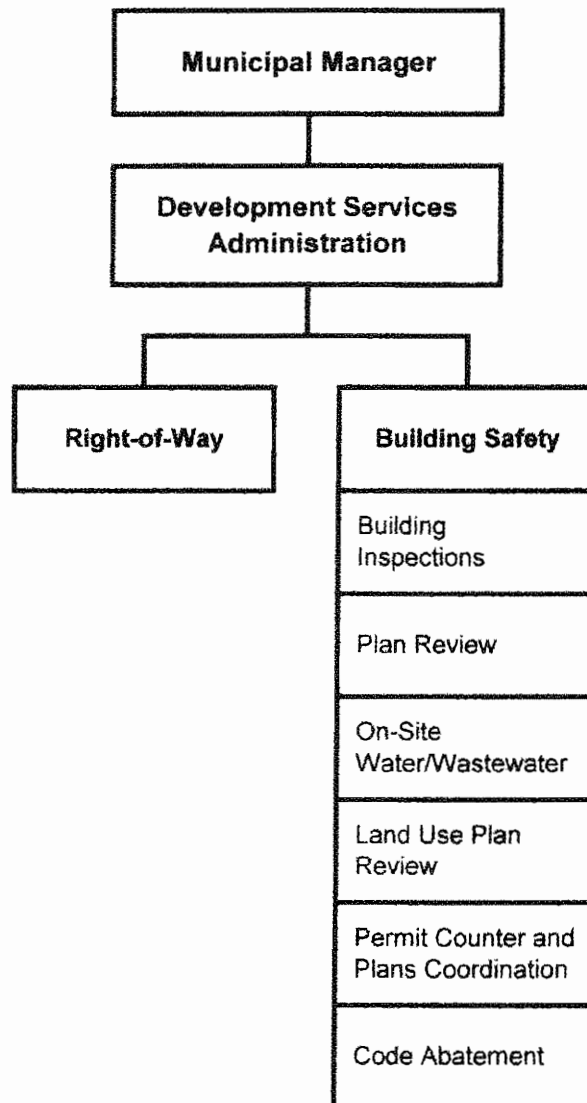 Municipal Manager
Development Services
Administration
Right-of-Way
Building Safety
Building
Inspections
Plan Review
On-Site
Water/Wastewater
Land Use Plan
Review
Permit Counter and
Plans Coordination
Code Abatement